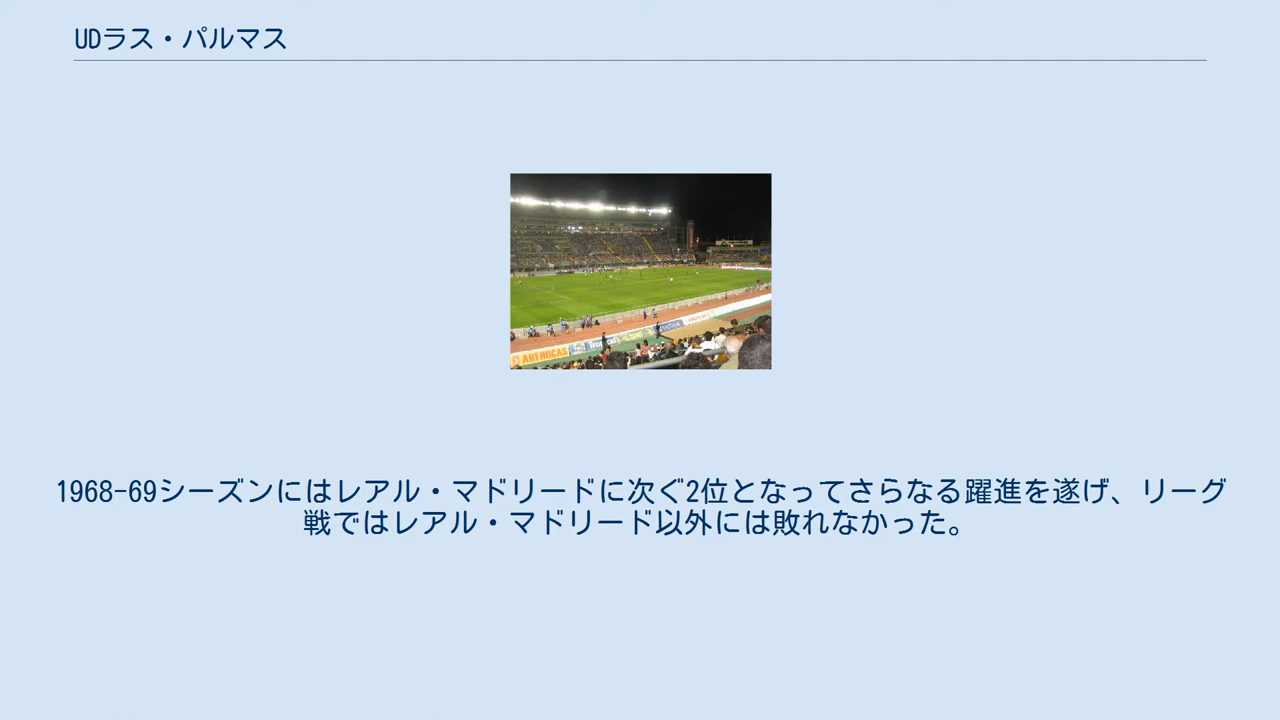 UDラス・パルマス
ANEHUCAS
Tropical
1968-69シーズンにはレアル・マドリードに次ぐ2位となってさらなる躍進を遂げ、リーグ
戦ではレアル・マドリード以外には敗れなかった。